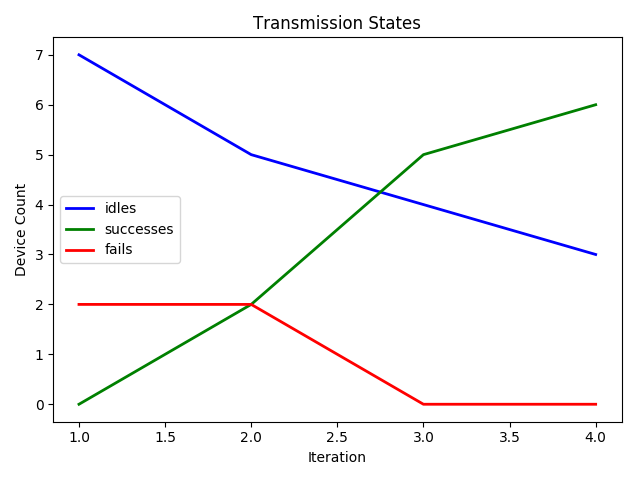 Transmission States
7
6
5
4
3
2
1
0
Device Count
idles
successes
fails
1.0 1.5 2.0 2.5 3.0 3.5 4.0
Iteration